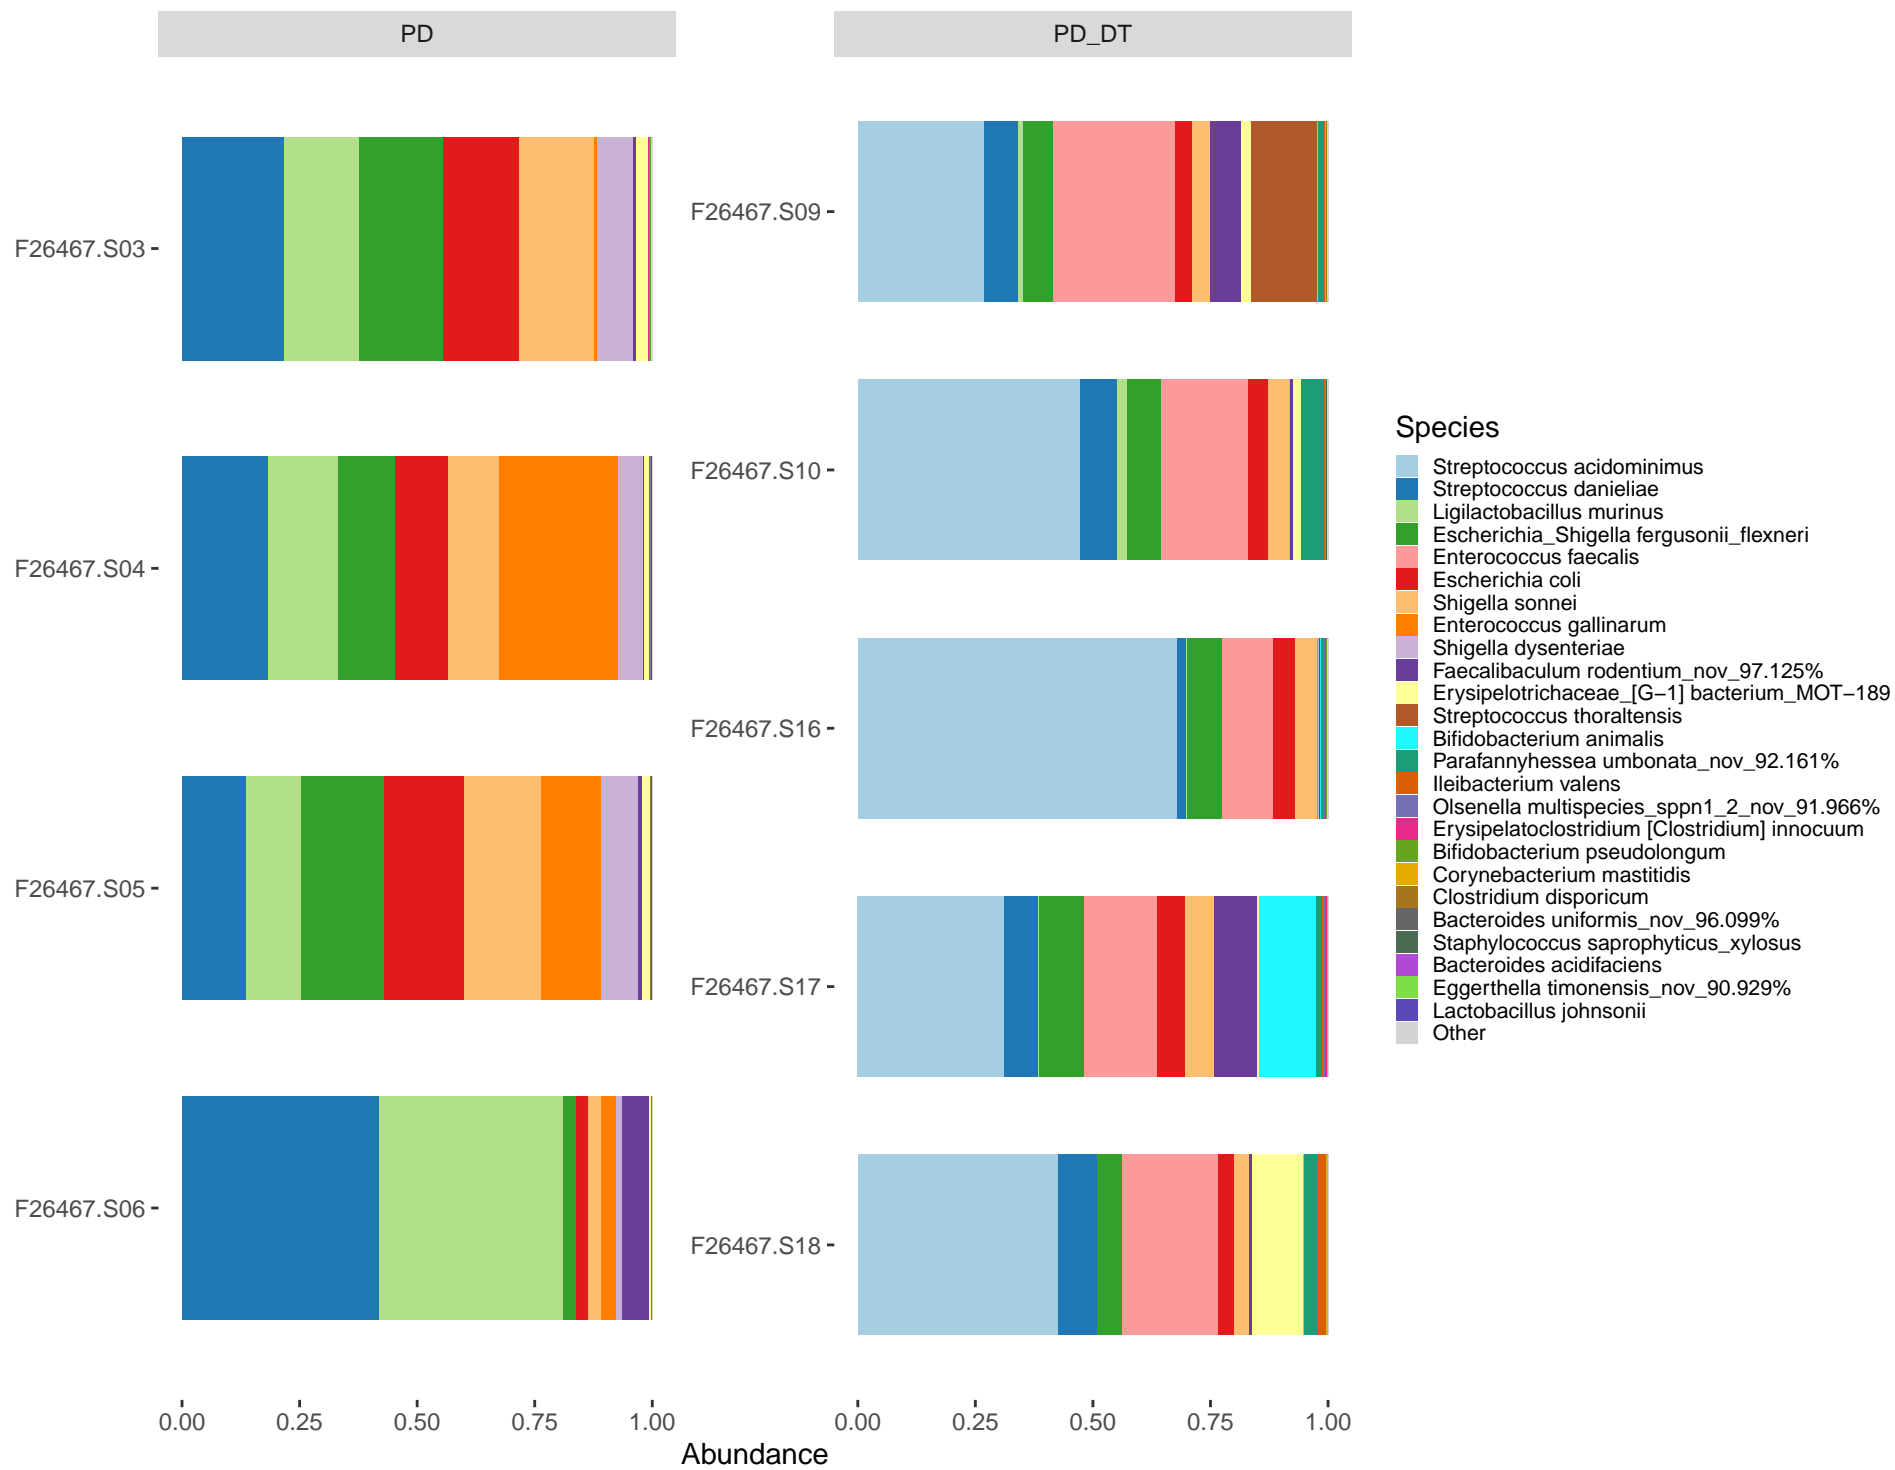 PD
PD_DT
F26467.S03
F26467.S04
F26467.S05
F26467.S06
F26467.S09
F26467.S10
F26467.S16
F26467.S17
F26467.S18
0.00 0.25 0.50 0.75 1.00
0.00 0.25 0.50 0.75 1.00
Abundance
Species
Streptococcus acidominimus
Streptococcus danieliae
Ligilactobacillus murinus
Escherichia_Shigella fergusonii_flexneri
Enterococcus faecalis
Escherichia coli
Shigella sonnei
Enterococcus gallinarum
Shigella dysenteriae
Faecalibaculum rodentium_nov_97.125%
Erysipelotrichaceae_[G−1] bacterium_MOT−189
Streptococcus thoraltensis
Bifidobacterium animalis
Parafannyhessea umbonata_nov_92.161%
Ileibacterium valens
Olsenella multispecies_sppn1_2_nov_91.966%
Erysipelatoclostridium [Clostridium] innocuum
Bifidobacterium pseudolongum
Corynebacterium mastitidis
Clostridium disporicum
Bacteroides uniformis_nov_96.099%
Staphylococcus saprophyticus_xylosus
Bacteroides acidifaciens
Eggerthella timonensis_nov_90.929%
Lactobacillus johnsonii
Other